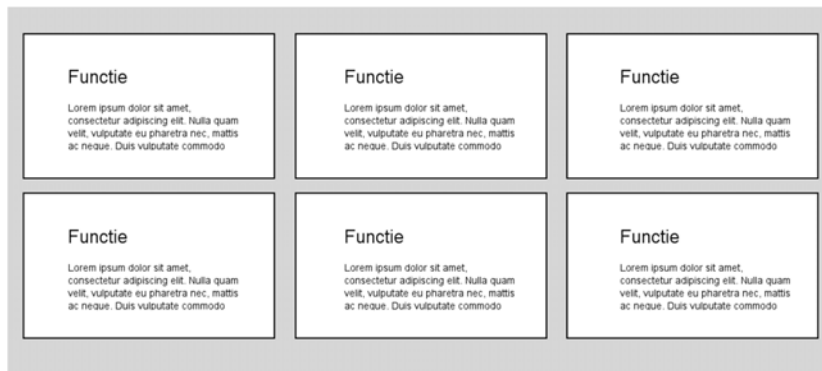 Functie
Lorem ipsum dolor sit amet,
consectetur adipiscing elit. Nulla quam
velit, vulputate eu pharetra nec, mattis
ac neque. Duis vulputate commodo
Functie
Lorem ipsum dolor sit amet,
consectetur adipiscing elit. Nulla quam
velit, vulputate eu pharetra nec, mattis
ac neque. Duis vulputate commodo
Functie
Lorem ipsum dolor sit amet,
consectetur adipiscing elit. Nulla quam
velit, vulputate eu pharetra nec, mattis
ac neque. Duis vulputate commodo
Functie
Lorem ipsum dolor sit amet,
consectetur adipiscing elit. Nulla quam
velit, vulputate eu pharetra nec, mattis
ac neque. Duis vulputate commodo
Functie
Lorem ipsum dolor sit amet,
consectetur adipiscing elit. Nulla quam
velit, vulputate eu pharetra nec, mattis
ac neque. Duis vulputate commodo
Functie
Lorem ipsum dolor sit amet,
consectetur adipiscing elit. Nulla quam
velit, vulputate eu pharetra nec, mattis
ac neque. Duis vulputate commodo